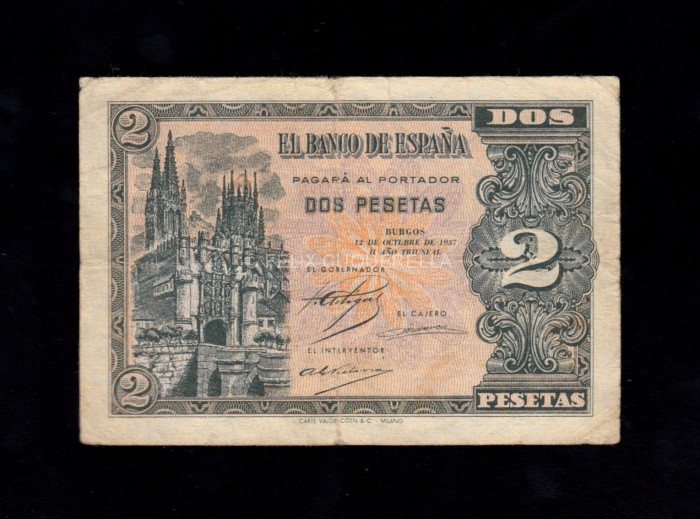 2
DOS
EL BANCO DE ESPAÑA
PAGARÁ AL PORTADOR
DOS PESETAS
BURGOS
12 DE OCTUBRE DE 1937
II AÑO TRIUNFAL
EL GOBERNADOR
2
EL CAJERO
EL INTERVENTOR
2
PESETAS
CARTE VALORI COEN & C. - MILANO